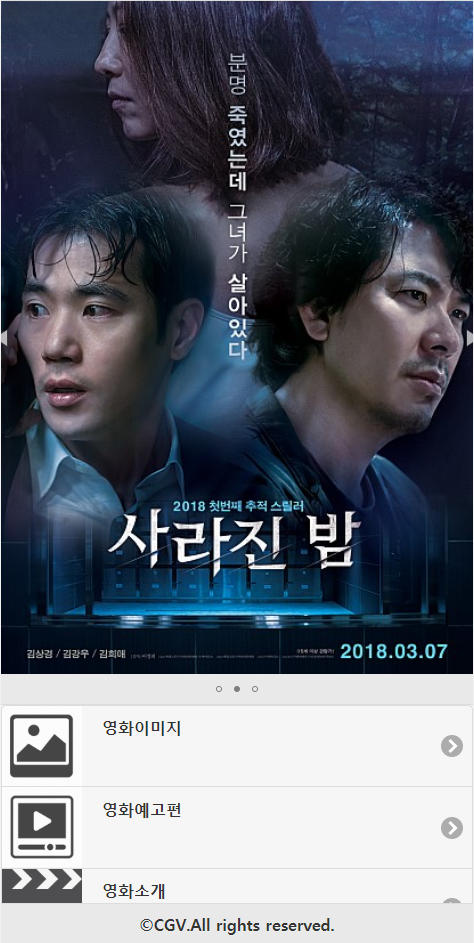 분명 죽였는데 그녀가 살아있다
2018 첫번째 추적 스릴러
사라진 밤
김상경 / 김강우 / 김희애
2018.03.07
영화이미지
영화예고편
영화소개
©CGV.All rights reserved.